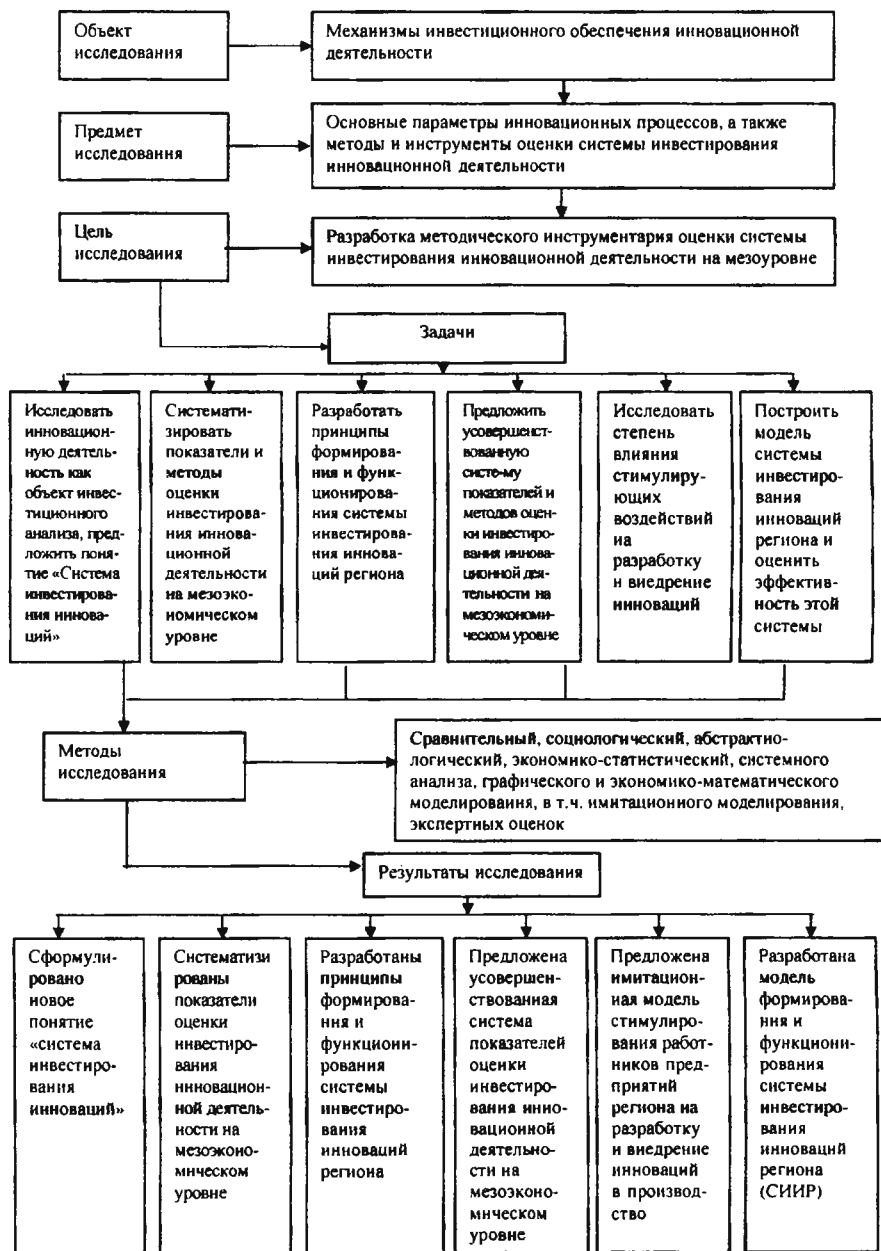 Объект
исследования
Механизмы инвестиционного обеспечения инновационной
деятельности
Предмет
исследования
Основные параметры инновационных процессов, а также
методы и инструменты оценки системы инвестирования
инновационной деятельности
Цель
исследования
Разработка методического инструментария оценки системы
инвестирования инновационной деятельности на мезоуровне
Задачи
Исследовать
инновацион-
ную деятель-
ность как
объект инвес-
тиционного
анализа, пред-
ложить поня-
тие «Система
инвестирова-
ния иннова-
ций»
Системати-
зировать
показатели и
методы
оценки
инвестирова-
ния иннова-
ционной
деятельности
на мезоэко-
номическом
уровне
Разработать
принципы
формирования
и функ-
ционирова-
ния системы
инвестирова-
ния иннова-
ций региона
Предложить
усовершенст-
вованную
систе-му
показателей и
методов оцен-
ки инвестиро-
вания иннова-
ционной дея-
тельности на
мезоэкономи-
ческом уровне
Исследовать
степень
влияния
стимулиру-
ющих
воздействий
на
разработку
и внедрение
инноваций
Построить
модель
системы
инвестиро-
вания
инноваций
региона и
оценить
эффектив-
ность этой
системы
Методы
исследования
Сравнительный, социологический, абстрактно-
логический, экономико-статистический, системного
анализа, графического и экономико-математического
моделирования, в т.ч. имитационного моделирования,
экспертных оценок
Результаты исследования
Сформули-
ровано
новое
понятие
«система
инвестиро-
вания
инноваций»
Систематизи
рованы
показатели
оценки
инвестиро-
вания
инновацион-
ной деятель-
ности на
мезоэконо-
мическом
уровне
Разработаны
принципы
формирова-
ния и
функциони-
рования
системы
инвестиро-
вания
инноваций
региона
Предложена
усовершен-
ствованная
система
показателей
оценки
инвестиро-
вания инно-
вационной
деятельно-
сти на
мезоэконо-
мическом
уровне
Предложена
имитацион-
ная модель
стимулиро-
вания работ-
ников пред-
приятий
региона на
разработку
и внедрение
инноваций
в производ-
ство
Разработана
модель
формирова-
ния и
функциони-
рования
системы
инвестиро-
вания
инноваций
региона
(СИИР)